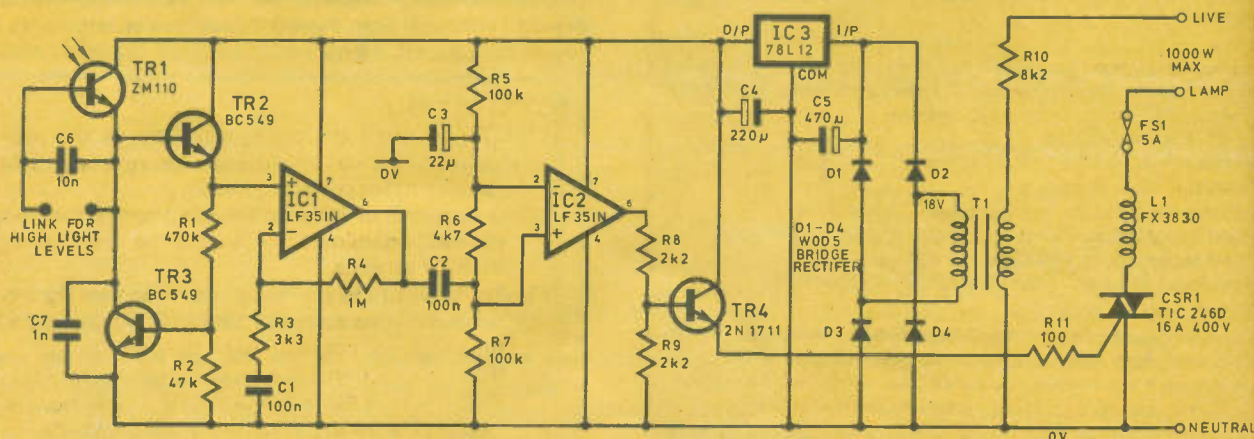 TR1
ZM110
TR2
BC549
C6
10n
LINK FOR
HIGH LIGHT
LEVELS
TR3
BC549
C7
1n
R1
470k
R2
47k
3
+
IC1
LF351N
2
-
7
6
4
R4
1M
R3
3k3
C1
100n
C2
100n
C3
22µ
0V
R5
100k
R6
4k7
R7
100k
2
-
IC2
LF351N
3
+
7
6
4
R8
2k2
R9
2k2
TR4
2N1711
O/P
IC3
78L12
I/P
COM
C4
220µ
C5
470µ
D1
D2
18V
T1
D1-D4
W0D5
BRIDGE
RECTIFER
D3
D4
R10
8k2
LIVE
1000W
MAX
LAMP
FS1
5A
L1
FX3830
CSR1
TIC246D
16A 400V
R11
100
0V
NEUTRAL